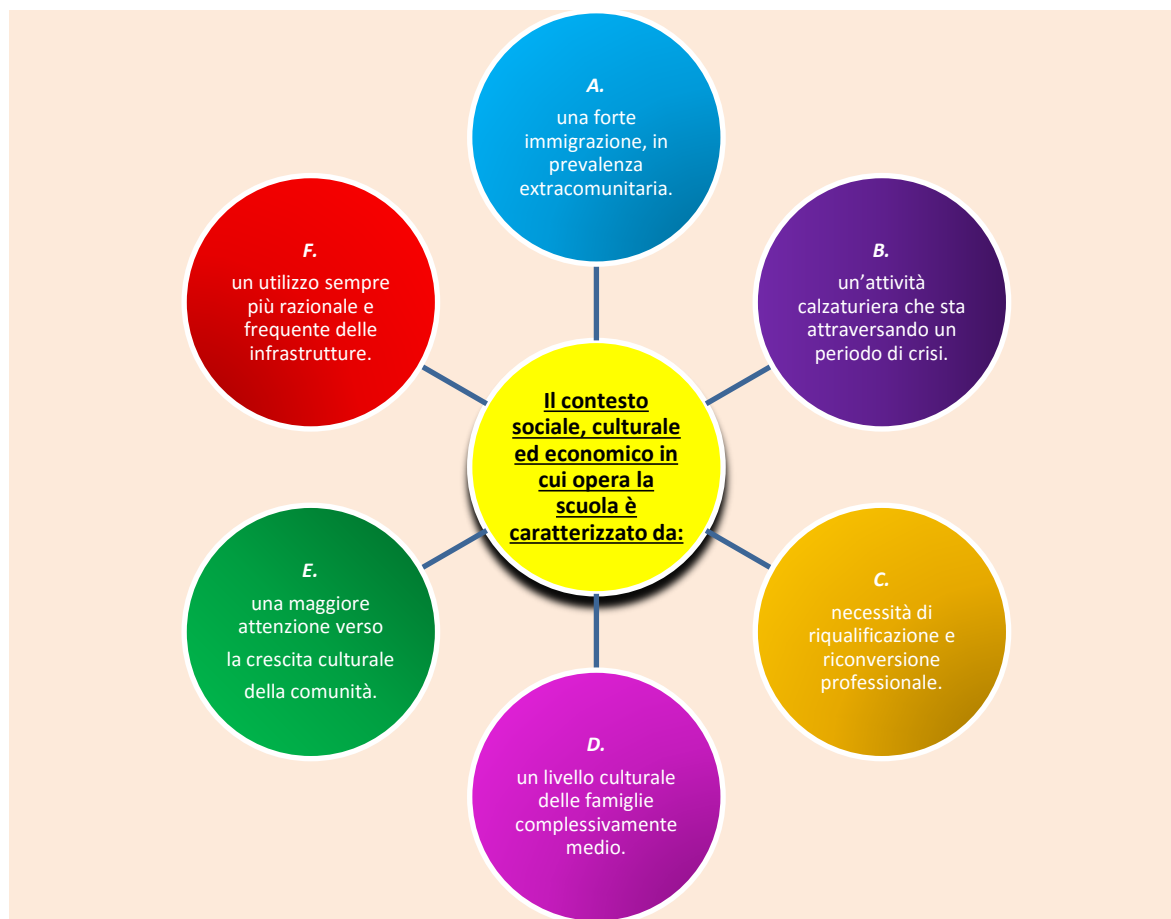 A.
una forte
immigrazione, in
prevalenza
extracomunitaria.
B.
un’attività
calzaturiera che sta
attraversando un
periodo di crisi.
F.
un utilizzo sempre
più razionale e
frequente delle
infrastrutture.
Il contesto
sociale, culturale
ed economico in
cui opera la
scuola è
caratterizzato da:
C.
necessità di
riqualificazione e
riconversione
professionale.
E.
una maggiore
attenzione verso
la crescita culturale
della comunità.
D.
un livello culturale
delle famiglie
complessivamente
medio.